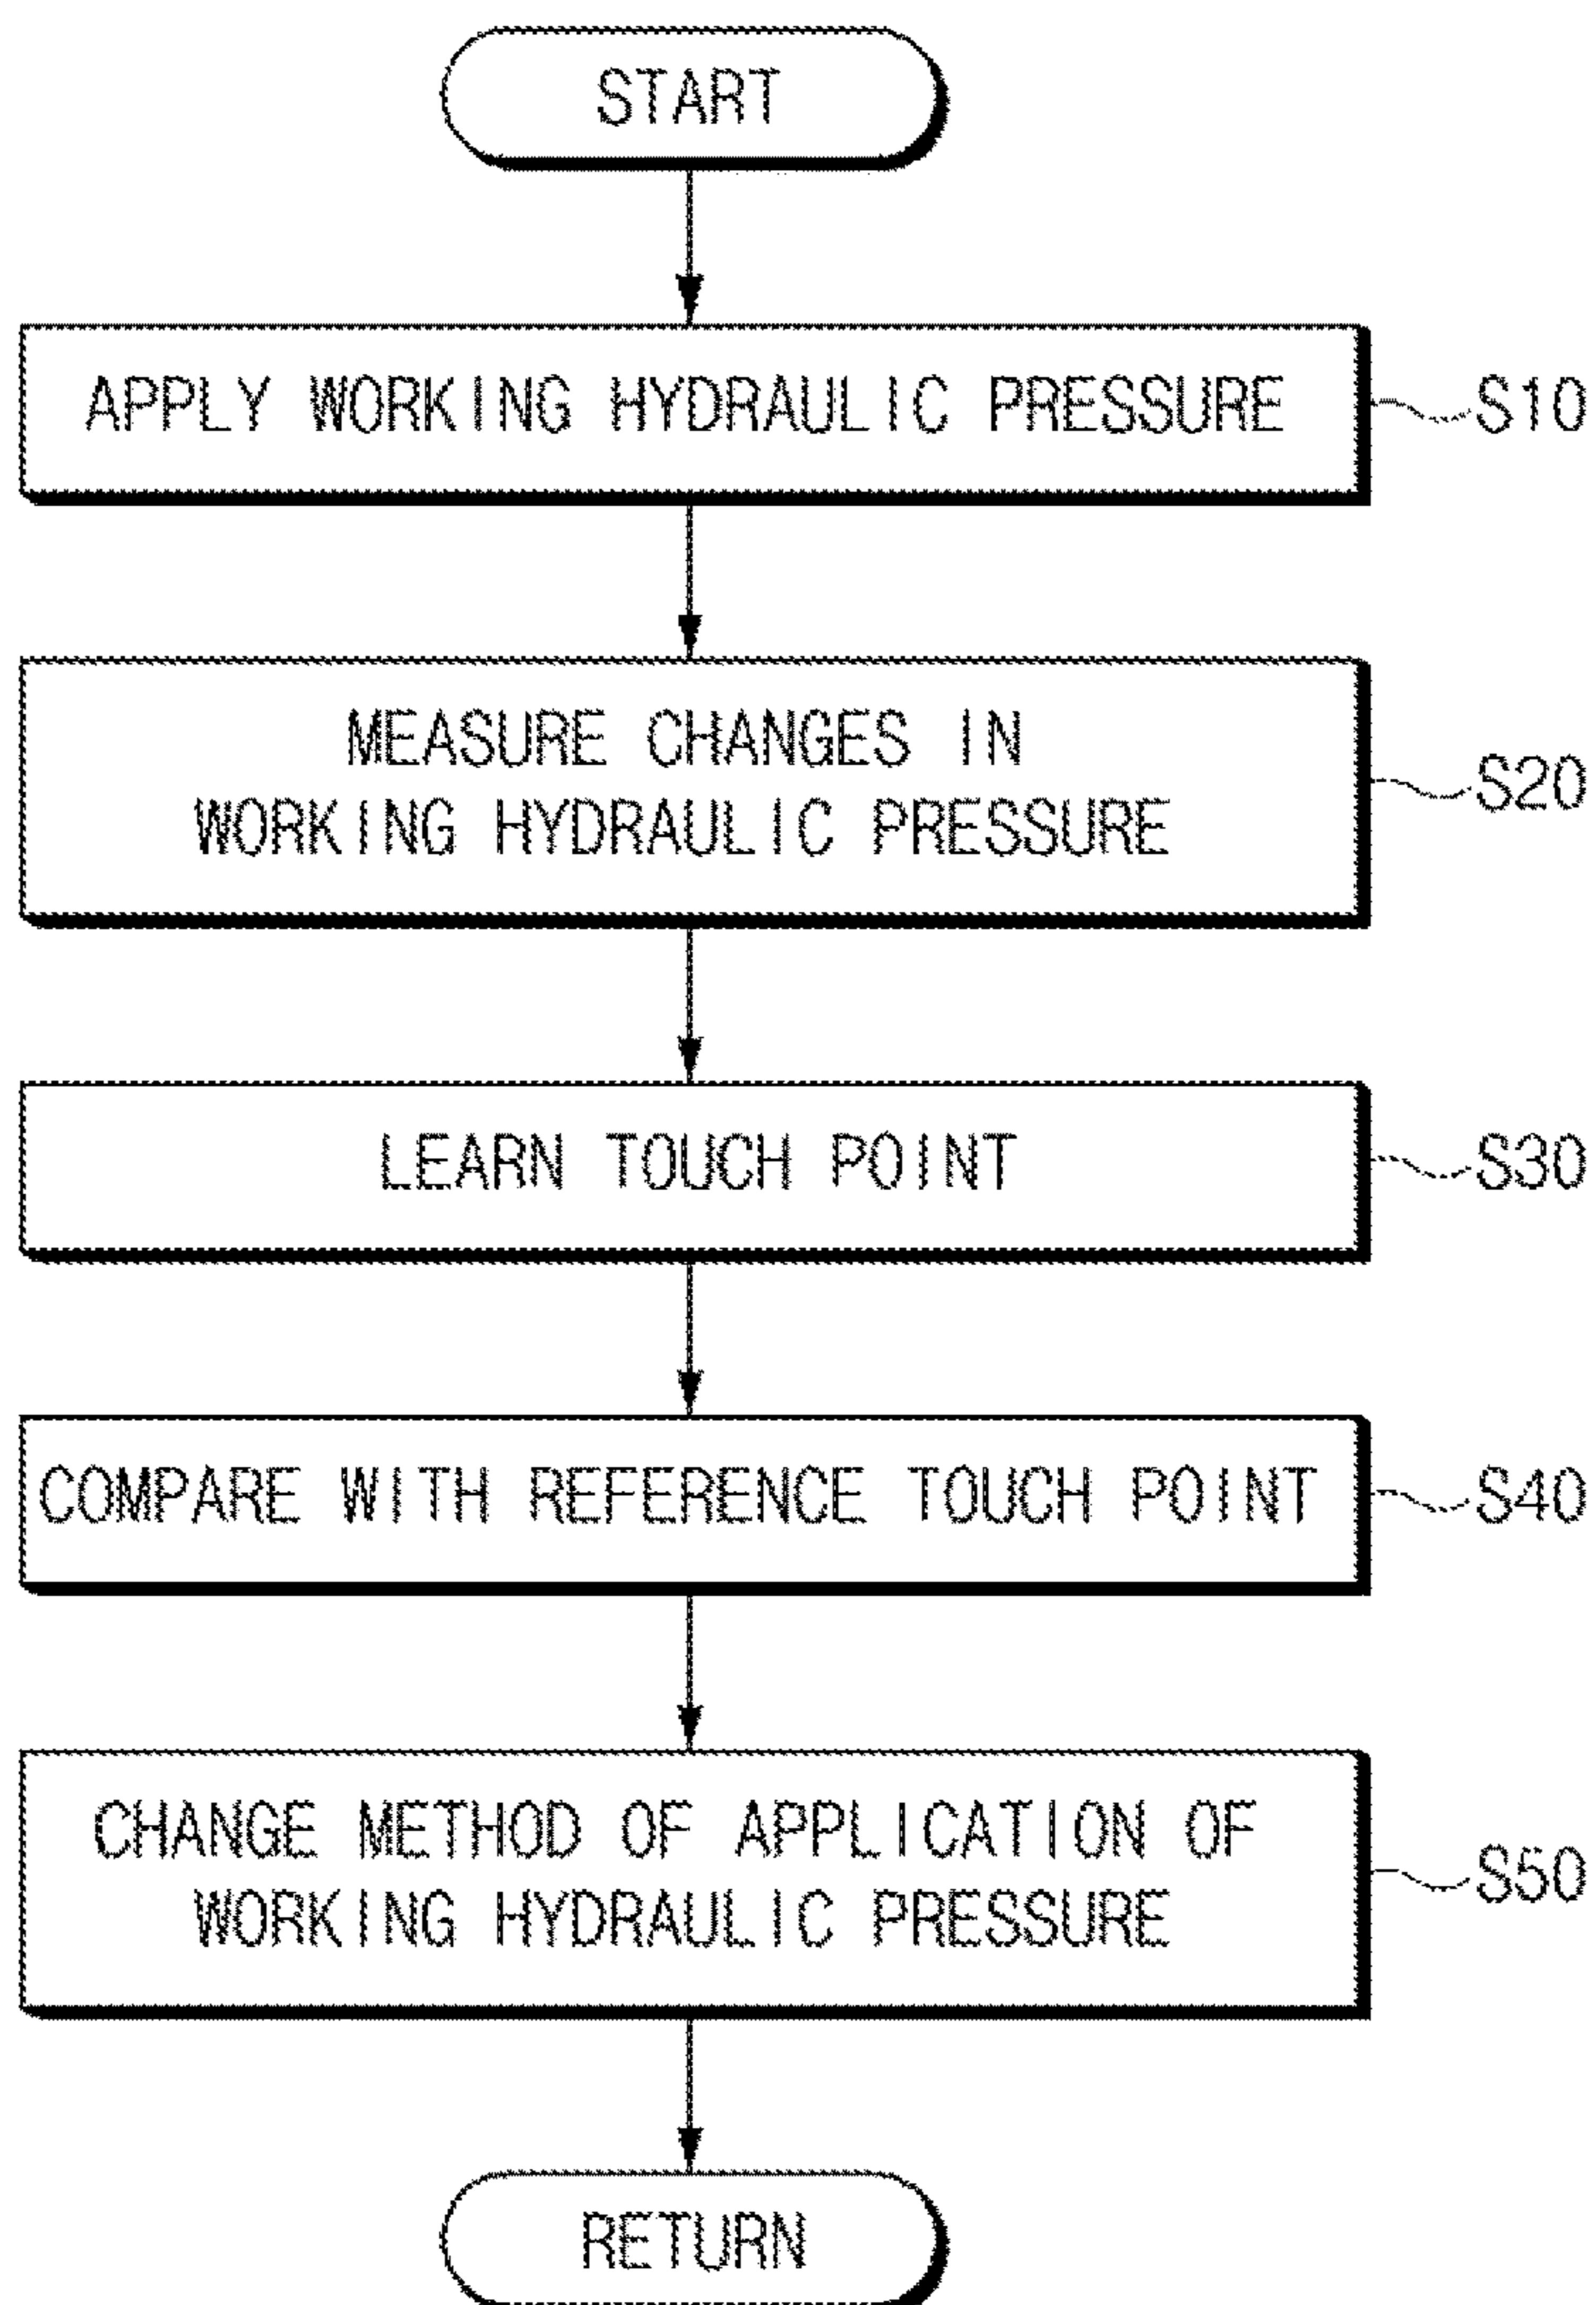 START
APPLY WORKING HYDRAULIC PRESSURE
S10
MEASURE CHANGES IN
WORKING HYDRAULIC PRESSURE
S20
LEARN TOUCH POINT
S30
COMPARE WITH REFERENCE TOUCH POINT
S40
CHANGE METHOD OF APPLICATION OF
WORKING HYDRAULIC PRESSURE
S50
RETURN